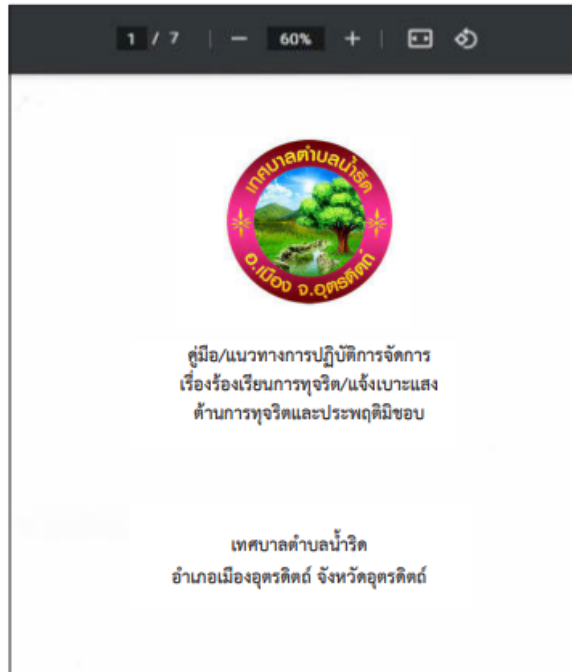 1 / 7 | — 60% + |
เทศบาลตำบลน้ำริด
อ.เมือง จ.อุตรดิตถ์
คู่มือ/แนวทางการปฏิบัติการจัดการ
เรื่องร้องเรียนการทุจริต/แจ้งเบาะแสง
ด้านการทุจริตและประพฤติมิชอบ
เทศบาลตำบลน้ำริด
อำเภอเมืองอุตรดิตถ์ จังหวัดอุตรดิตถ์